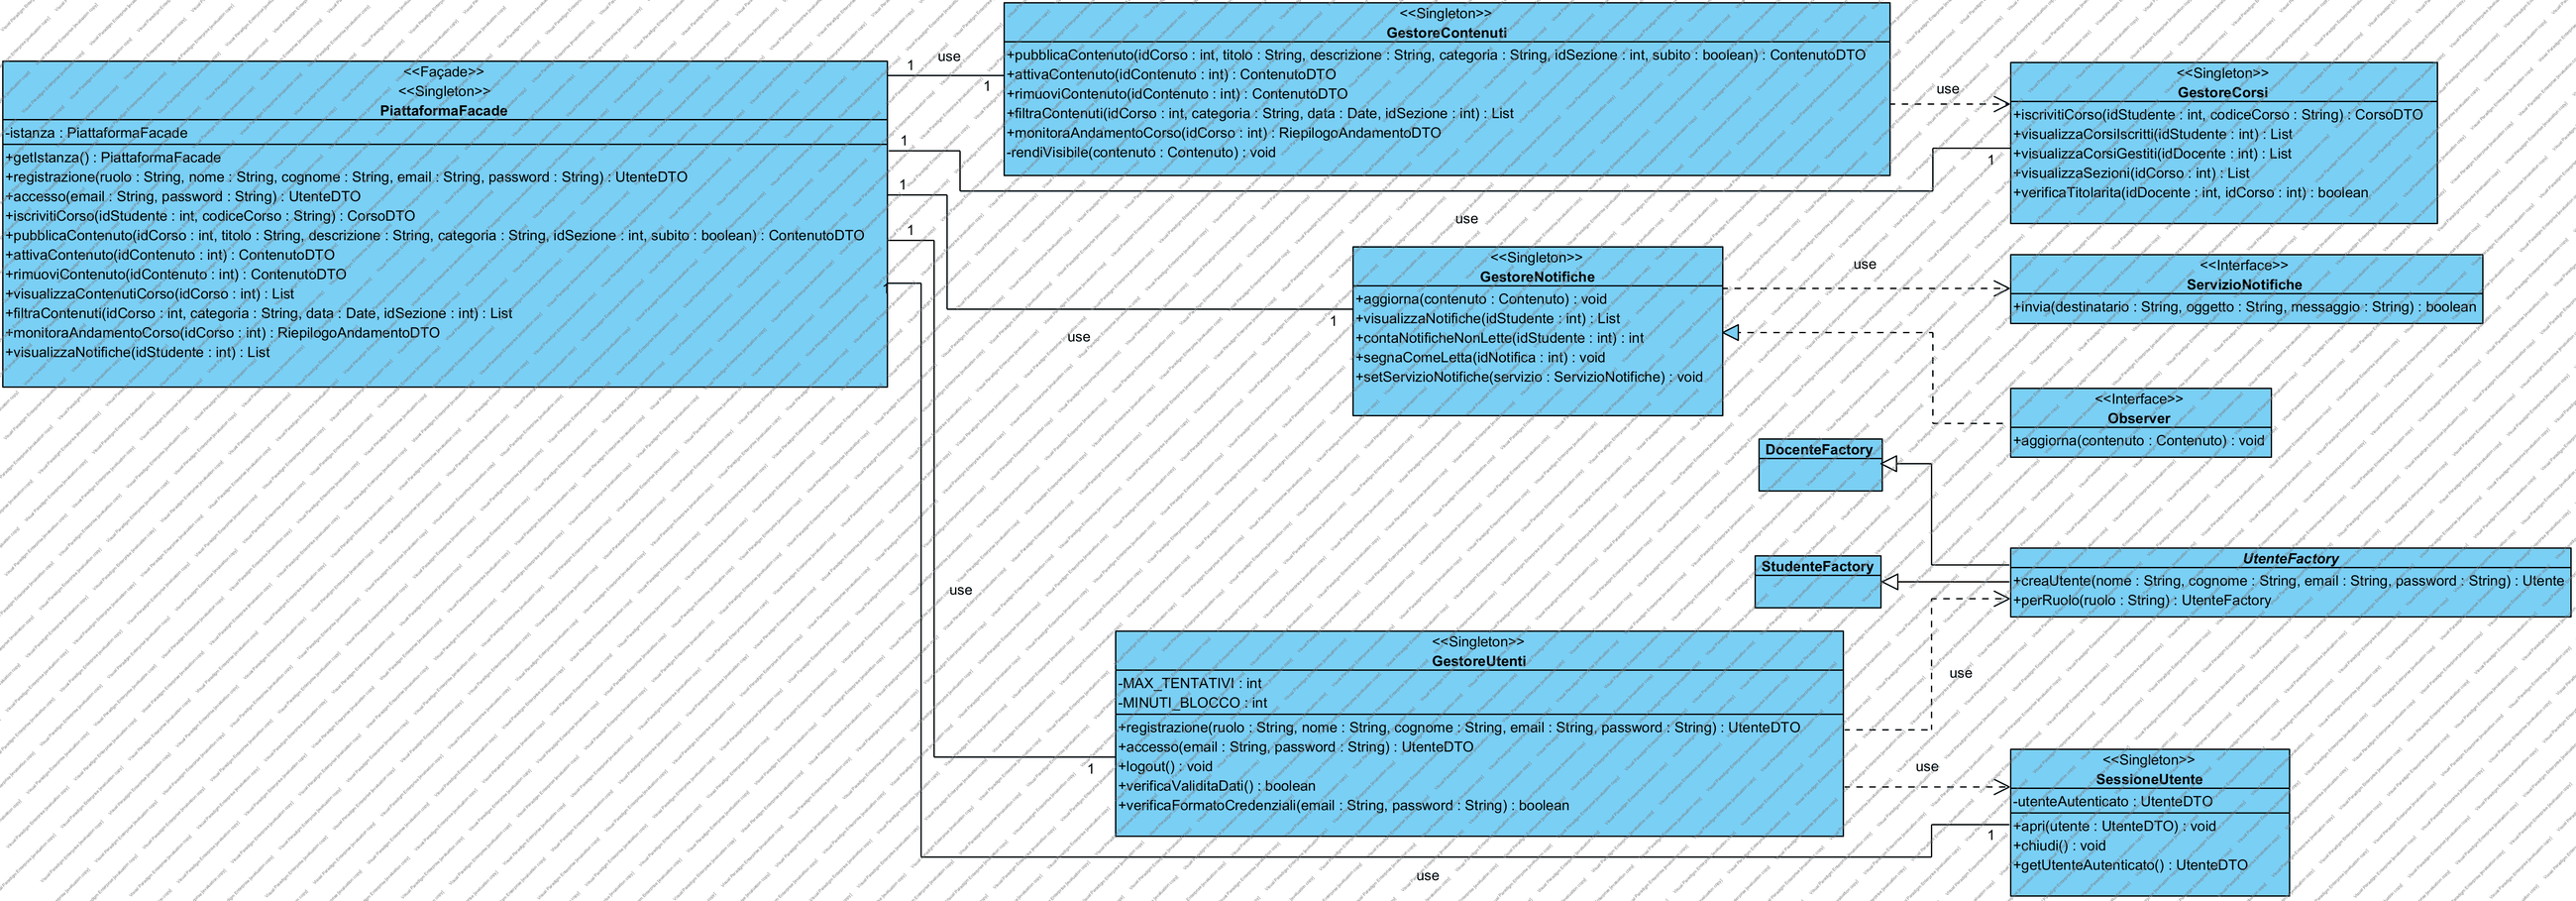 <<Façade>>
<<Singleton>>
PiattaformaFacade
-istanza : PiattaformaFacade
+getIstanza() : PiattaformaFacade
+registrazione(ruolo : String, nome : String, cognome : String, email : String, password : String) : UtenteDTO
+accesso(email : String, password : String) : UtenteDTO
+iscrivitiCorso(idStudente : int, codiceCorso : String) : CorsoDTO
+pubblicaContenuto(idCorso : int, titolo : String, descrizione : String, categoria : String, idSezione : int, subito : boolean) : ContenutoDTO
+attivaContenuto(idContenuto : int) : ContenutoDTO
+rimuoviContenuto(idContenuto : int) : ContenutoDTO
+visualizzaContenutiCorso(idCorso : int) : List
+filtraContenuti(idCorso : int, categoria : String, data : Date, idSezione : int) : List
+monitoraAndamentoCorso(idCorso : int) : RiepilogoAndamentoDTO
+visualizzaNotifiche(idStudente : int) : List
1
use
1
1
1
1
<<Singleton>>
GestoreContenuti
+pubblicaContenuto(idCorso : int, titolo : String, descrizione : String, categoria : String, idSezione : int, subito : boolean) : ContenutoDTO
+attivaContenuto(idContenuto : int) : ContenutoDTO
+rimuoviContenuto(idContenuto : int) : ContenutoDTO
+filtraContenuti(idCorso : int, categoria : String, data : Date, idSezione : int) : List
+monitoraAndamentoCorso(idCorso : int) : RiepilogoAndamentoDTO
-rendiVisibile(contenuto : Contenuto) : void
use
<<Singleton>>
GestoreCorsi
+iscrivitiCorso(idStudente : int, codiceCorso : String) : CorsoDTO
+visualizzaCorsiIscritti(idStudente : int) : List
+visualizzaCorsiGestiti(idDocente : int) : List
+visualizzaSezioni(idCorso : int) : List
+verificaTitolarita(idDocente : int, idCorso : int) : boolean
1
use
<<Singleton>>
GestoreNotifiche
+aggiorna(contenuto : Contenuto) : void
+visualizzaNotifiche(idStudente : int) : List
+contaNotificheNonLette(idStudente : int) : int
+segnaComeLetta(idNotifica : int) : void
+setServizioNotifiche(servizio : ServizioNotifiche) : void
1
use
use
<<Interface>>
ServizioNotifiche
+invia(destinatario : String, oggetto : String, messaggio : String) : boolean
<<Interface>>
Observer
+aggiorna(contenuto : Contenuto) : void
DocenteFactory
StudenteFactory
UtenteFactory
+creaUtente(nome : String, cognome : String, email : String, password : String) : Utente
+perRuolo(ruolo : String) : UtenteFactory
use
<<Singleton>>
GestoreUtenti
-MAX_TENTATIVI : int
-MINUTI_BLOCCO : int
+registrazione(ruolo : String, nome : String, cognome : String, email : String, password : String) : UtenteDTO
+accesso(email : String, password : String) : UtenteDTO
+logout() : void
+verificaValiditaDati() : boolean
+verificaFormatoCredenziali(email : String, password : String) : boolean
1
use
use
<<Singleton>>
SessioneUtente
-utenteAutenticato : UtenteDTO
+apri(utente : UtenteDTO) : void
+chiudi() : void
+getUtenteAutenticato() : UtenteDTO
1
use